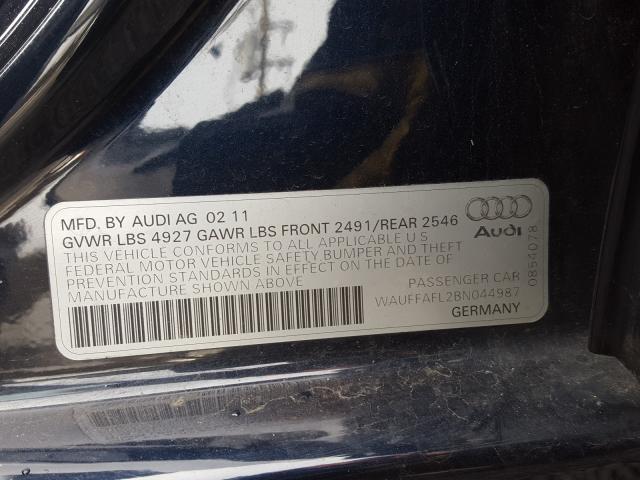 MFD. BY AUDI AG 02 11
GVWR LBS 4927 GAWR LBS FRONT 2491/REAR 2546
THIS VEHICLE CONFORMS TO ALL APPLICABLE U S
FEDERAL MOTOR VEHICLE SAFETY BUMPER AND THEFT
PREVENTION STANDARDS IN EFFECT ON THE DATE OF
MANUFACTURE SHOWN ABOVE
Audi
PASSENGER CAR
WAUFFAFL2BN044987
GERMANY
0854078